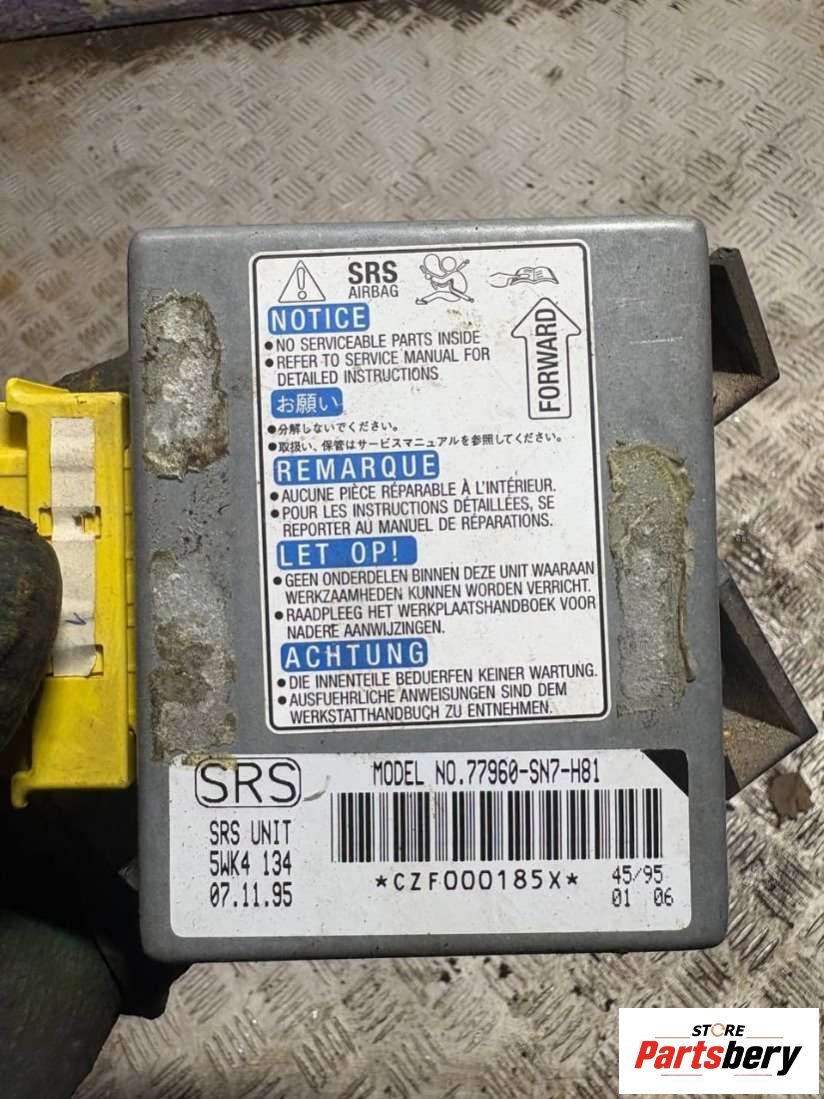 SRS
AIRBAG
NOTICE
● NO SERVICEABLE PARTS INSIDE
● REFER TO SERVICE MANUAL FOR
DETAILED INSTRUCTIONS
FORWARD
お願い
● 分解しないでください。
● 取扱い、保管はサービスマニュアルを参照してください。
REMARQUE
● AUCUNE PIÈCE RÉPARABLE À L'INTÉRIEUR.
● POUR LES INSTRUCTIONS DÉTAILLÉES, SE
REPORTER AU MANUEL DE RÉPARATIONS.
LET OP!
● GEEN ONDERDELEN BINNEN DEZE UNIT WAARAAN
WERKZAAMHEDEN KUNNEN WORDEN VERRICHT.
● RAADPLEEG HET WERKPLAATSHANDBOEK VOOR
NADERE AANWIJZINGEN.
ACHTUNG
● DIE INNENTEILE BEDUERFEN KEINER WARTUNG.
● AUSFUEHRLICHE ANWEISUNGEN SIND DEM
WERKSTATTHANDBUCH ZU ENTNEHMEN.
SRS
MODEL NO.77960-SN7-H81
SRS UNIT
5WK4 134
07.11.95
*CZF000185X*
45/95
01 06
1
STORE
Partsbery